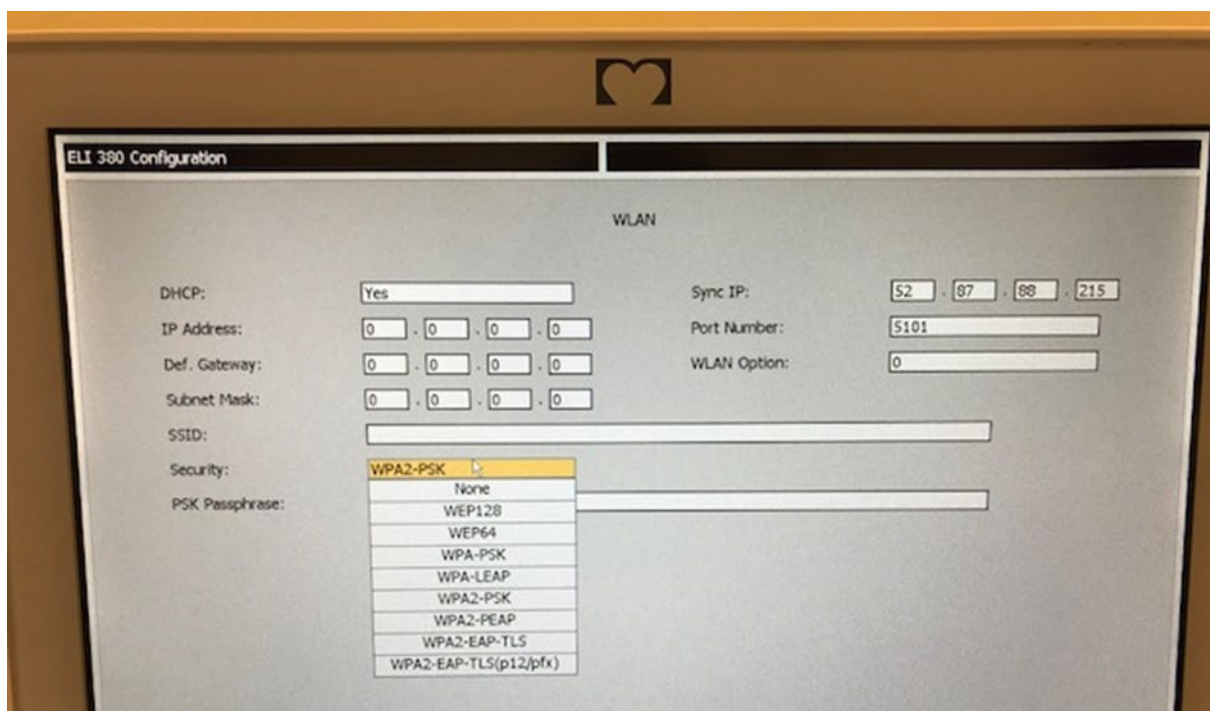 ELI 380 Configuration
WLAN
DHCP: Yes Sync IP: 52 . 87 . 88 . 215
IP Address: 0 . 0 . 0 . 0 Port Number: 5101
Def. Gateway: 0 . 0 . 0 . 0 WLAN Option: 0
Subnet Mask: 0 . 0 . 0 . 0
SSID:
Security: WPA2-PSK
None
PSK Passphrase:
WEP128
WEP64
WPA-PSK
WPA-LEAP
WPA2-PSK
WPA2-PEAP
WPA2-EAP-TLS
WPA2-EAP-TLS(p12/pfx)